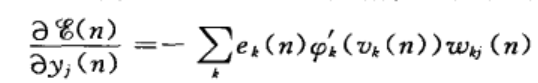 ∂ℰ(n)/∂y_j(n) = − ∑_k e_k(n)φ′_k(v_k(n))w_kj(n)